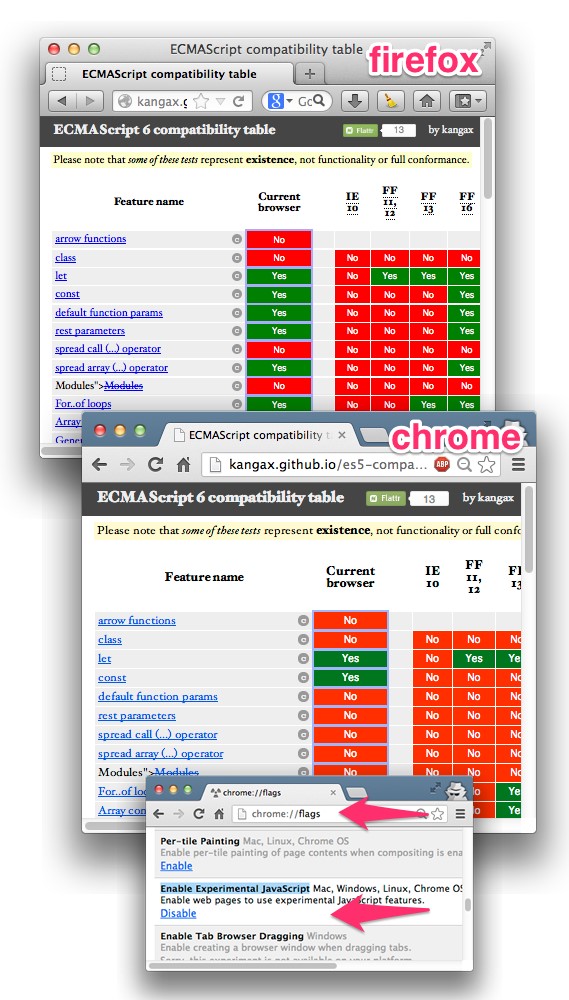 ECMAScript compatibility table
firefox
ECMAScript compatibility table
kangax.g
ECMAScript 6 compatibility table Flattr 13 by kangax
Please note that some of these tests represent existence, not functionality or full conformance.
Feature name Current browser IE 10 FF 11, 12 FF 13 FF 16
arrow functions c No
class c No No No No No
let c Yes No Yes Yes Yes
const c Yes No No No Yes
default function params c Yes No No No Yes
rest parameters c Yes No No No Yes
spread call (...) operator c No No No No No
spread array (...) operator c Yes No No No Yes
Modules">Modules c No No No No No
For..of loops c Yes No No Yes Yes
Array
Gener
chrome
ECMAScript compatibility t
kangax.github.io/es5-compa... ABP
ECMAScript 6 compatibility table Flattr 13 by kangax
Please note that some of these tests represent existence, not functionality or full confo
Feature name Current browser IE 10 FF 11, 12 FF 13
arrow functions c No
class c No No No No
let c Yes No Yes Ye
const c Yes No No No
default function params c No No No No
rest parameters c No No No No
spread call (...) operator c No No No No
spread array (...) operator c No No No No
Modules">Modules
For..of loo
Array con
chrome://flags
chrome://flags
Per-tile Painting Mac, Linux, Chrome OS
Enable per-tile painting of page contents when compositing is ena
Enable
Enable Experimental JavaScript Mac, Windows, Linux, Chrome OS
Enable web pages to use experimental JavaScript features.
Disable
Enable Tab Browser Dragging Windows
Enable creating a browser window when dragging tabs.
Sorry, this experiment is not available on your platform